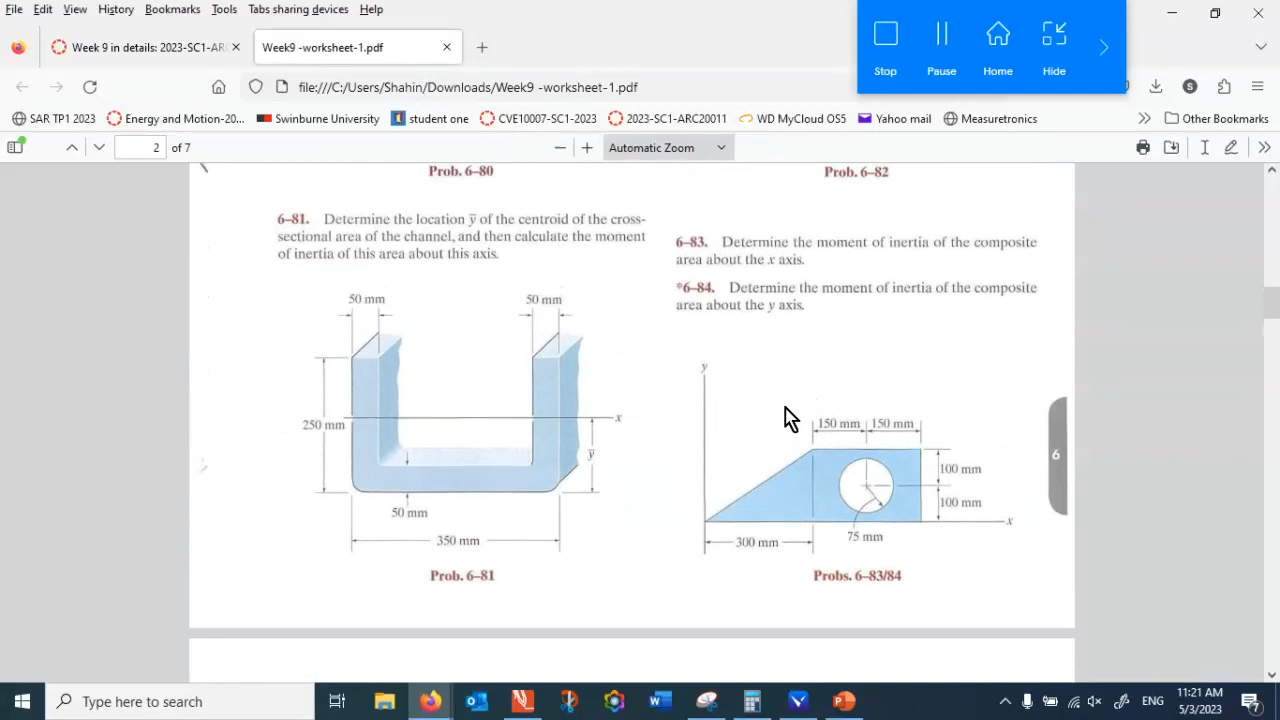 File Edit View History Bookmarks Tools Tabs sharing devices Help
Week 9 in details: 2023-SC1-AR
Week9 -worksheet-1.pdf
Stop Pause Home Hide
file:///C:/Users/Shahin/Downloads/Week9 -worksheet-1.pdf
SAR TP1 2023 Energy and Motion-20... Swinburne University student one CVE10007-SC1-2023 2023-SC1-ARC20011 WD MyCloud OS5 Yahoo mail Measuretronics Other Bookmarks
2 of 7 Automatic Zoom
Prob. 6–80
6–81. Determine the location y̅ of the centroid of the cross-
sectional area of the channel, and then calculate the moment
of inertia of this area about this axis.
50 mm 50 mm
x
250 mm
y̅
50 mm
350 mm
Prob. 6–81
Prob. 6–82
6–83. Determine the moment of inertia of the composite
area about the x axis.
*6–84. Determine the moment of inertia of the composite
area about the y axis.
y
150 mm 150 mm
100 mm
100 mm
x
300 mm
75 mm
Probs. 6–83/84
6
Type here to search
ENG
11:21 AM
5/3/2023
7